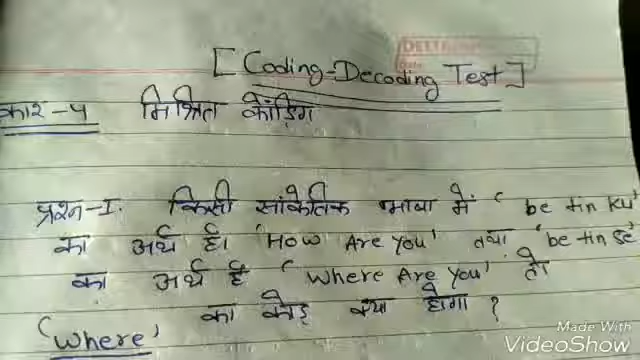 [ Coding-Decoding Test ]
प्रकार-4 मिश्रित कोडिंग
प्रश्न-I. किसी सांकेतिक भाषा में 'be tin Ku'
का अर्थ है। 'How Are You' तथा 'be tin se'
का अर्थ है 'Where Are You' तो
'Where' का कोड क्या होगा ?
Made With
VideoShow